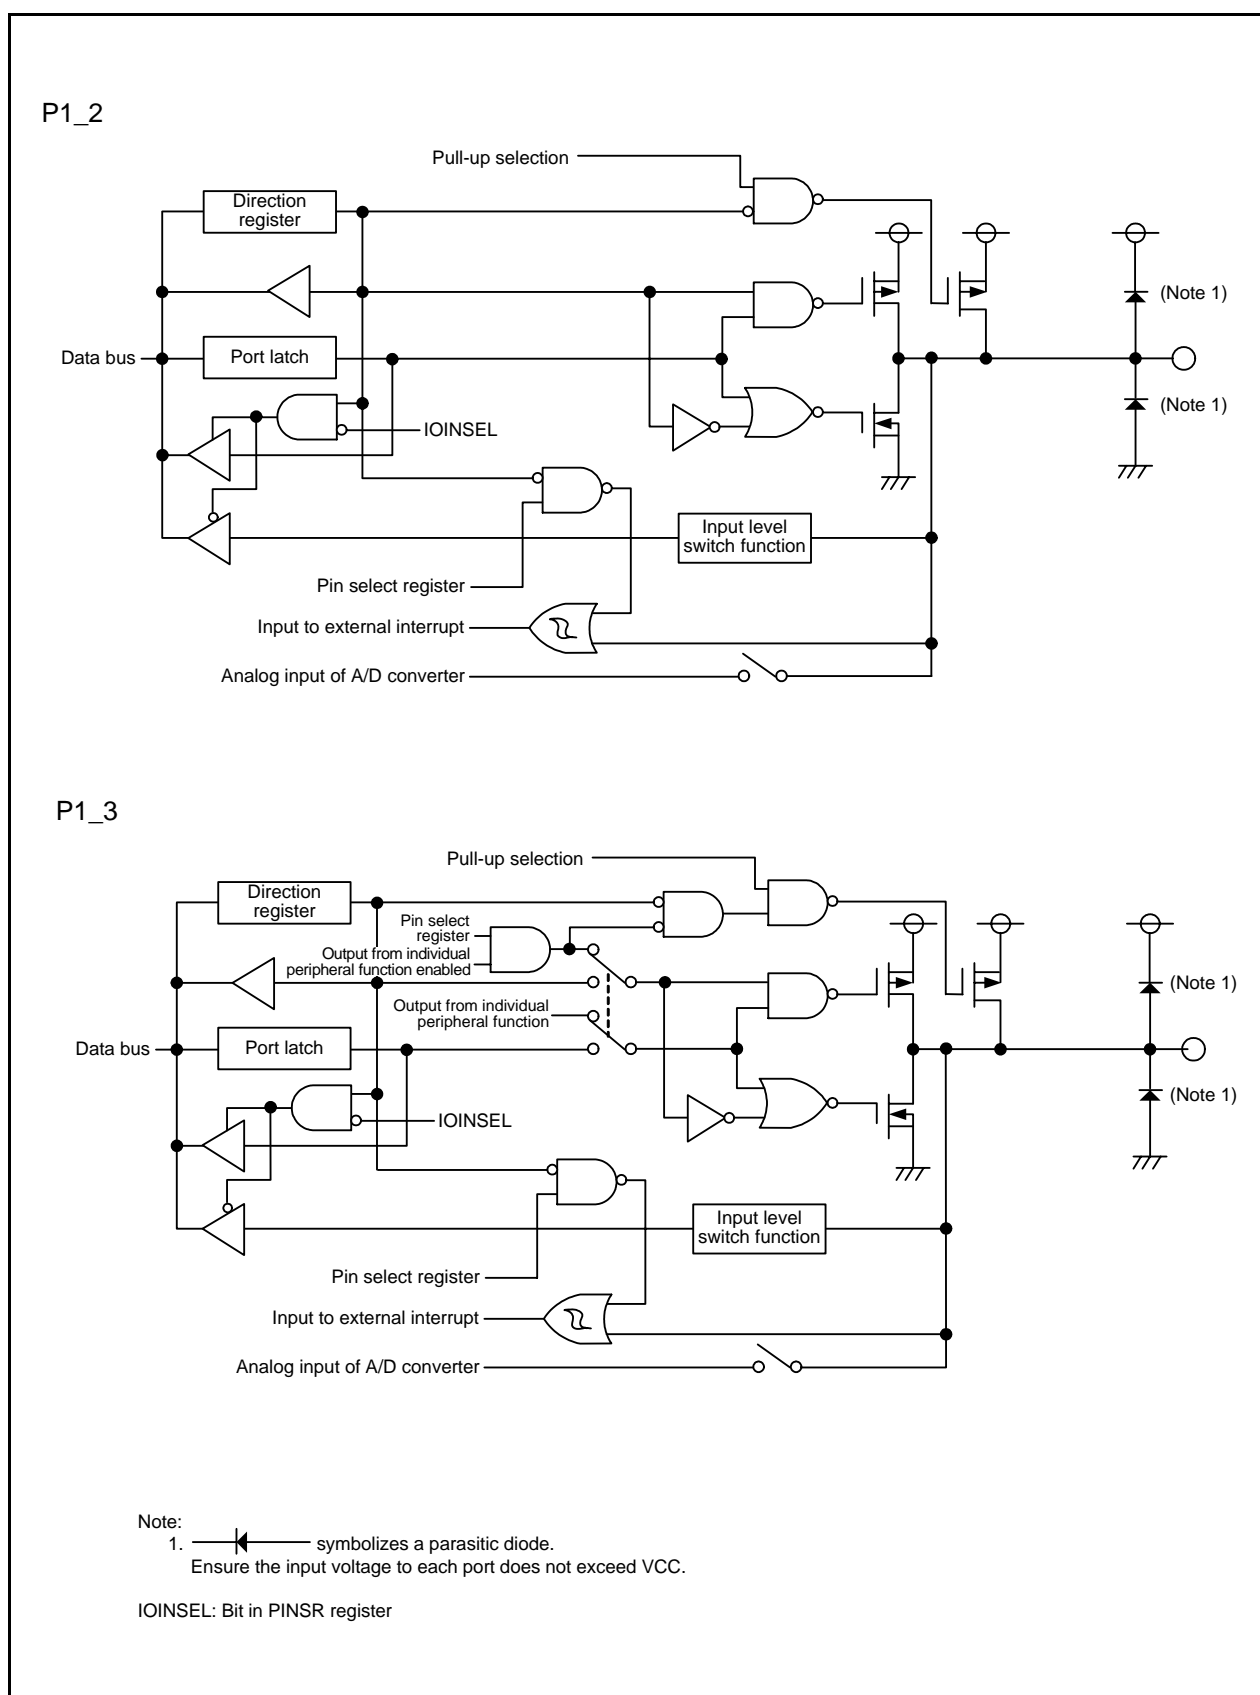 P1_2
Pull-up selection
Direction
register
(Note 1)
Data bus
Port latch
(Note 1)
IOINSEL
Input level
switch function
Pin select register
Input to external interrupt
Analog input of A/D converter
P1_3
Pull-up selection
Direction
register
Pin select
register
Output from individual
peripheral function enabled
(Note 1)
Output from individual
peripheral function
Data bus
Port latch
(Note 1)
IOINSEL
Input level
switch function
Pin select register
Input to external interrupt
Analog input of A/D converter
Note:
1. symbolizes a parasitic diode.
Ensure the input voltage to each port does not exceed VCC.
IOINSEL: Bit in PINSR register